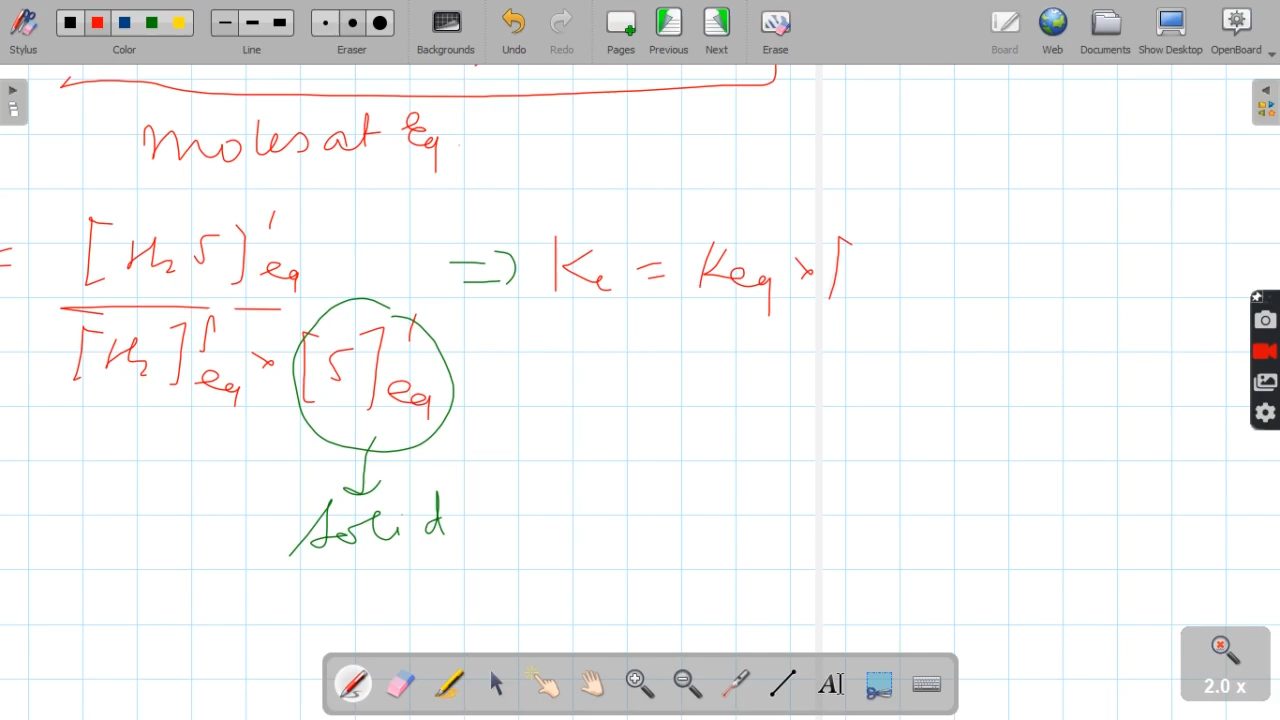 Stylus Color Line Eraser Backgrounds Undo Redo Pages Previous Next Erase Board Web Documents Show Desktop OpenBoard
Moles at Eq
= [H2S]'eq => Kc = Keq × [
[H2]'eq × [S]'eq
Solid
2.0 x